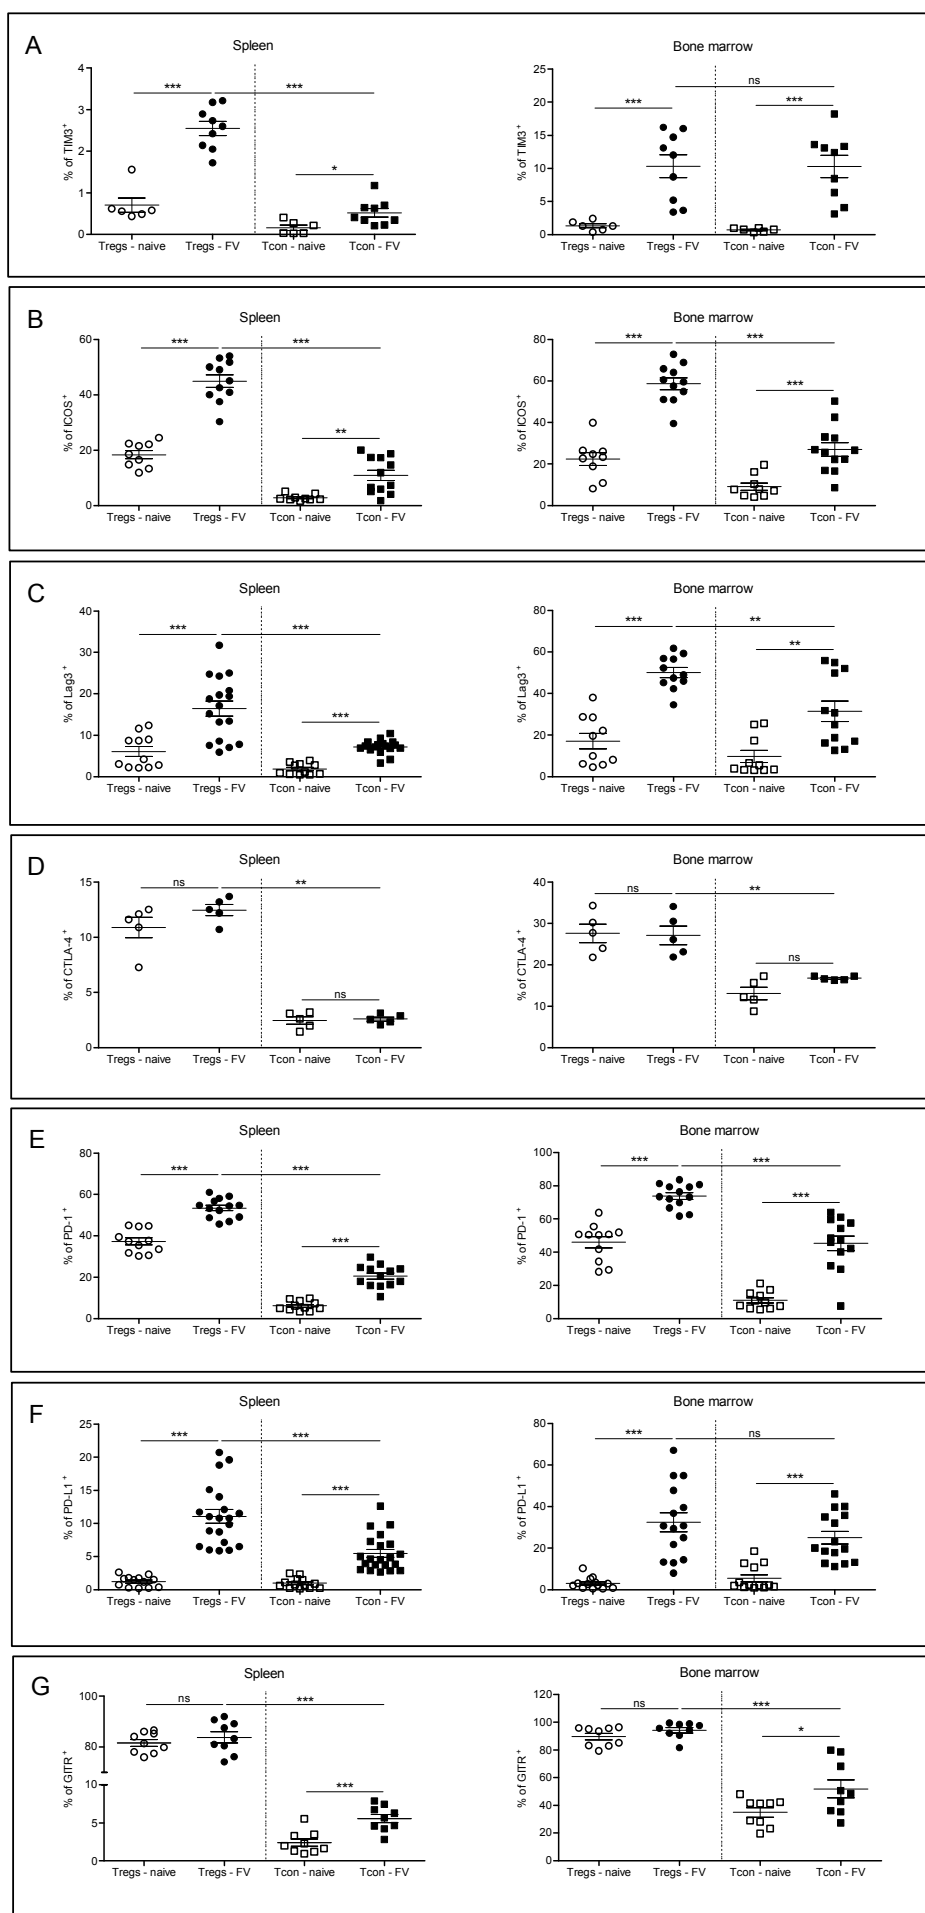 A
Spleen
Bone marrow
% of TIM3+
4
3
2
1
0
***
***
*
Tregs - naive
Tregs - FV
Tcon - naive
Tcon - FV
% of TIM3+
25
20
15
10
5
0
***
ns
***
Tregs - naive
Tregs - FV
Tcon - naive
Tcon - FV
B
Spleen
Bone marrow
% of ICOS+
60
40
20
0
***
***
**
Tregs - naive
Tregs - FV
Tcon - naive
Tcon - FV
% of ICOS+
80
60
40
20
0
***
***
***
Tregs - naive
Tregs - FV
Tcon - naive
Tcon - FV
C
Spleen
Bone marrow
% of Lag3+
40
30
20
10
0
***
***
***
Tregs - naive
Tregs - FV
Tcon - naive
Tcon - FV
% of Lag3+
80
60
40
20
0
***
**
**
Tregs - naive
Tregs - FV
Tcon - naive
Tcon - FV
D
Spleen
Bone marrow
% of CTLA-4+
15
10
5
0
ns
**
ns
Tregs - naive
Tregs - FV
Tcon - naive
Tcon - FV
% of CTLA-4+
40
30
20
10
0
ns
**
ns
Tregs - naive
Tregs - FV
Tcon - naive
Tcon - FV
E
Spleen
Bone marrow
% of PD-1+
80
60
40
20
0
***
***
***
Tregs - naive
Tregs - FV
Tcon - naive
Tcon - FV
% of PD-1+
100
80
60
40
20
0
***
***
***
Tregs - naive
Tregs - FV
Tcon - naive
Tcon - FV
F
Spleen
Bone marrow
% of PD-L1+
25
20
15
10
5
0
***
***
***
Tregs - naive
Tregs - FV
Tcon - naive
Tcon - FV
% of PD-L1+
80
60
40
20
0
***
ns
***
Tregs - naive
Tregs - FV
Tcon - naive
Tcon - FV
G
Spleen
Bone marrow
% of GITR+
100
80
10
5
0
ns
***
***
Tregs - naive
Tregs - FV
Tcon - naive
Tcon - FV
% of GITR+
120
100
80
60
40
20
0
ns
***
*
Tregs - naive
Tregs - FV
Tcon - naive
Tcon - FV